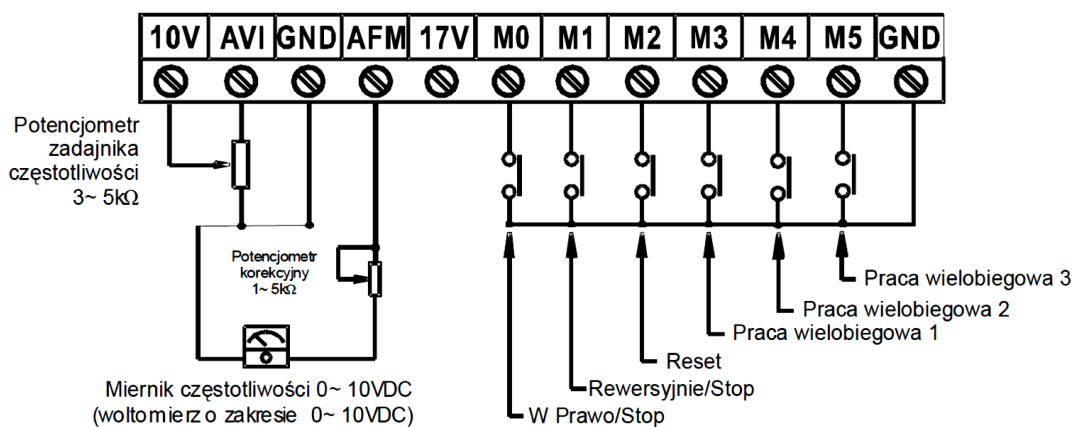 10V AVI GND AFM 17V M0 M1 M2 M3 M4 M5 GND
Potencjometr
zadajnika
częstotliwości
3~ 5kΩ
Potencjometr
korekcyjny
1~ 5kΩ
Miernik częstotliwości 0~ 10VDC
(woltomierz o zakresie 0~ 10VDC)
Praca wielobiegowa 3
Praca wielobiegowa 2
Praca wielobiegowa 1
Reset
Rewersyjnie/Stop
W Prawo/Stop